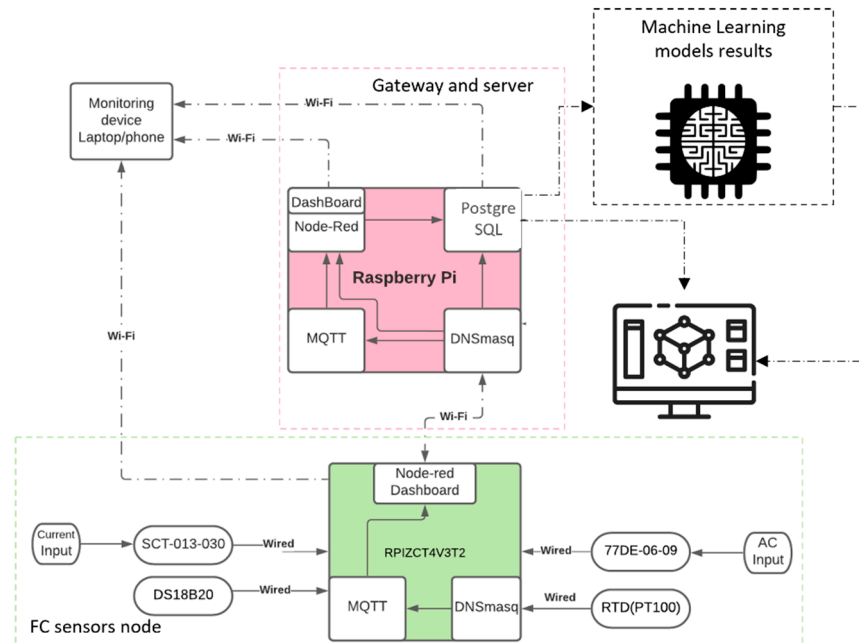 Machine Learning
models results
Gateway and server
Monitoring
device
Laptop/phone
Wi-Fi
Wi-Fi
DashBoard
Node-Red
Postgre
SQL
Raspberry Pi
MQTT
DNSmasq
Wi-Fi
Wi-Fi
Node-red
Dashboard
Current
Input
SCT-013-030
Wired
RPIZCT4V3T2
Wired
77DE-06-09
AC
Input
DS18B20
Wired
MQTT
DNSmasq
Wired
RTD(PT100)
FC sensors node